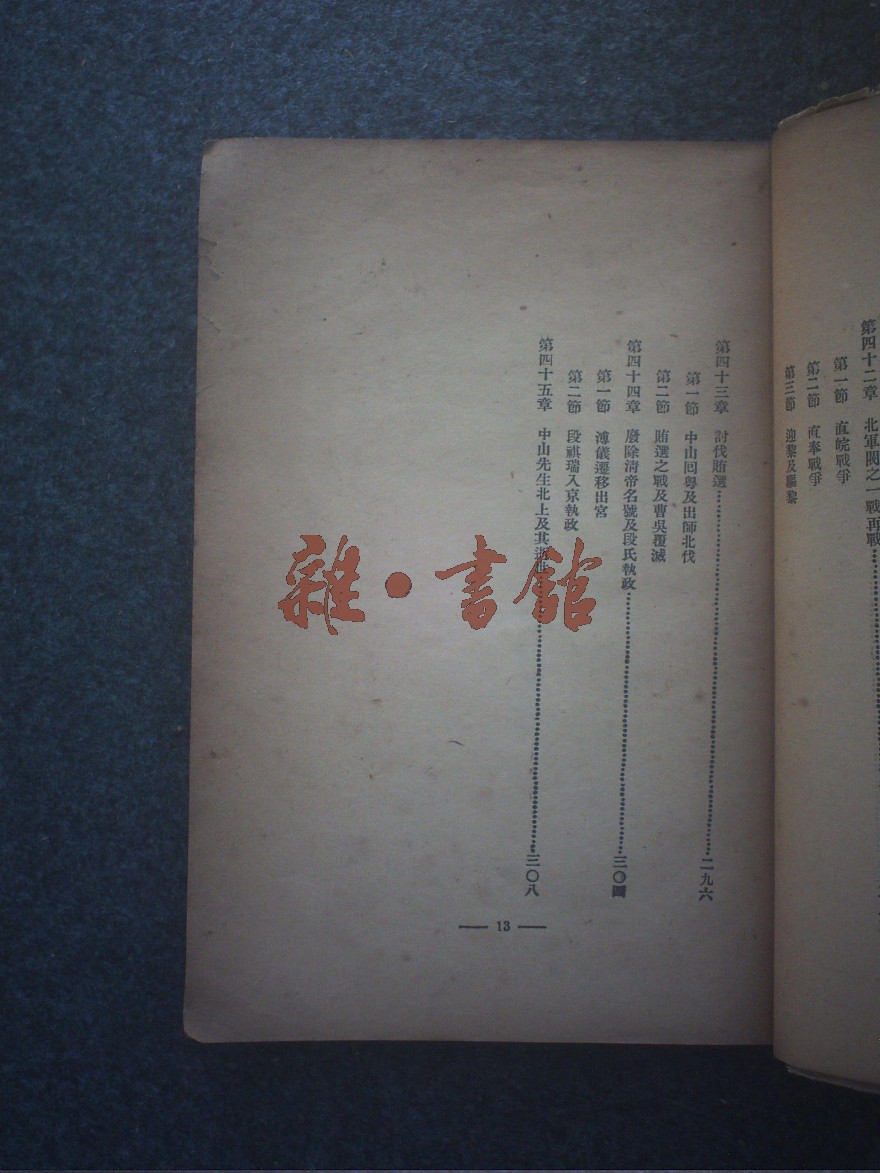 第四十二章 北軍閥之一戰再戰
第一節 直皖戰爭
第二節 直奉戰爭
第三節 迎黎及驅黎
第四十三章 討伐賄選 二九六
第一節 中山回粵及出師北伐
第二節 賄選之戰及曹吳覆滅
第四十四章 廢除清帝名號及段氏執政 三〇四
第一節 溥儀遷移出宮
第二節 段祺瑞入京執政
第四十五章 中山先生北上及其逝世 三〇八
— 13 —
雜·書館